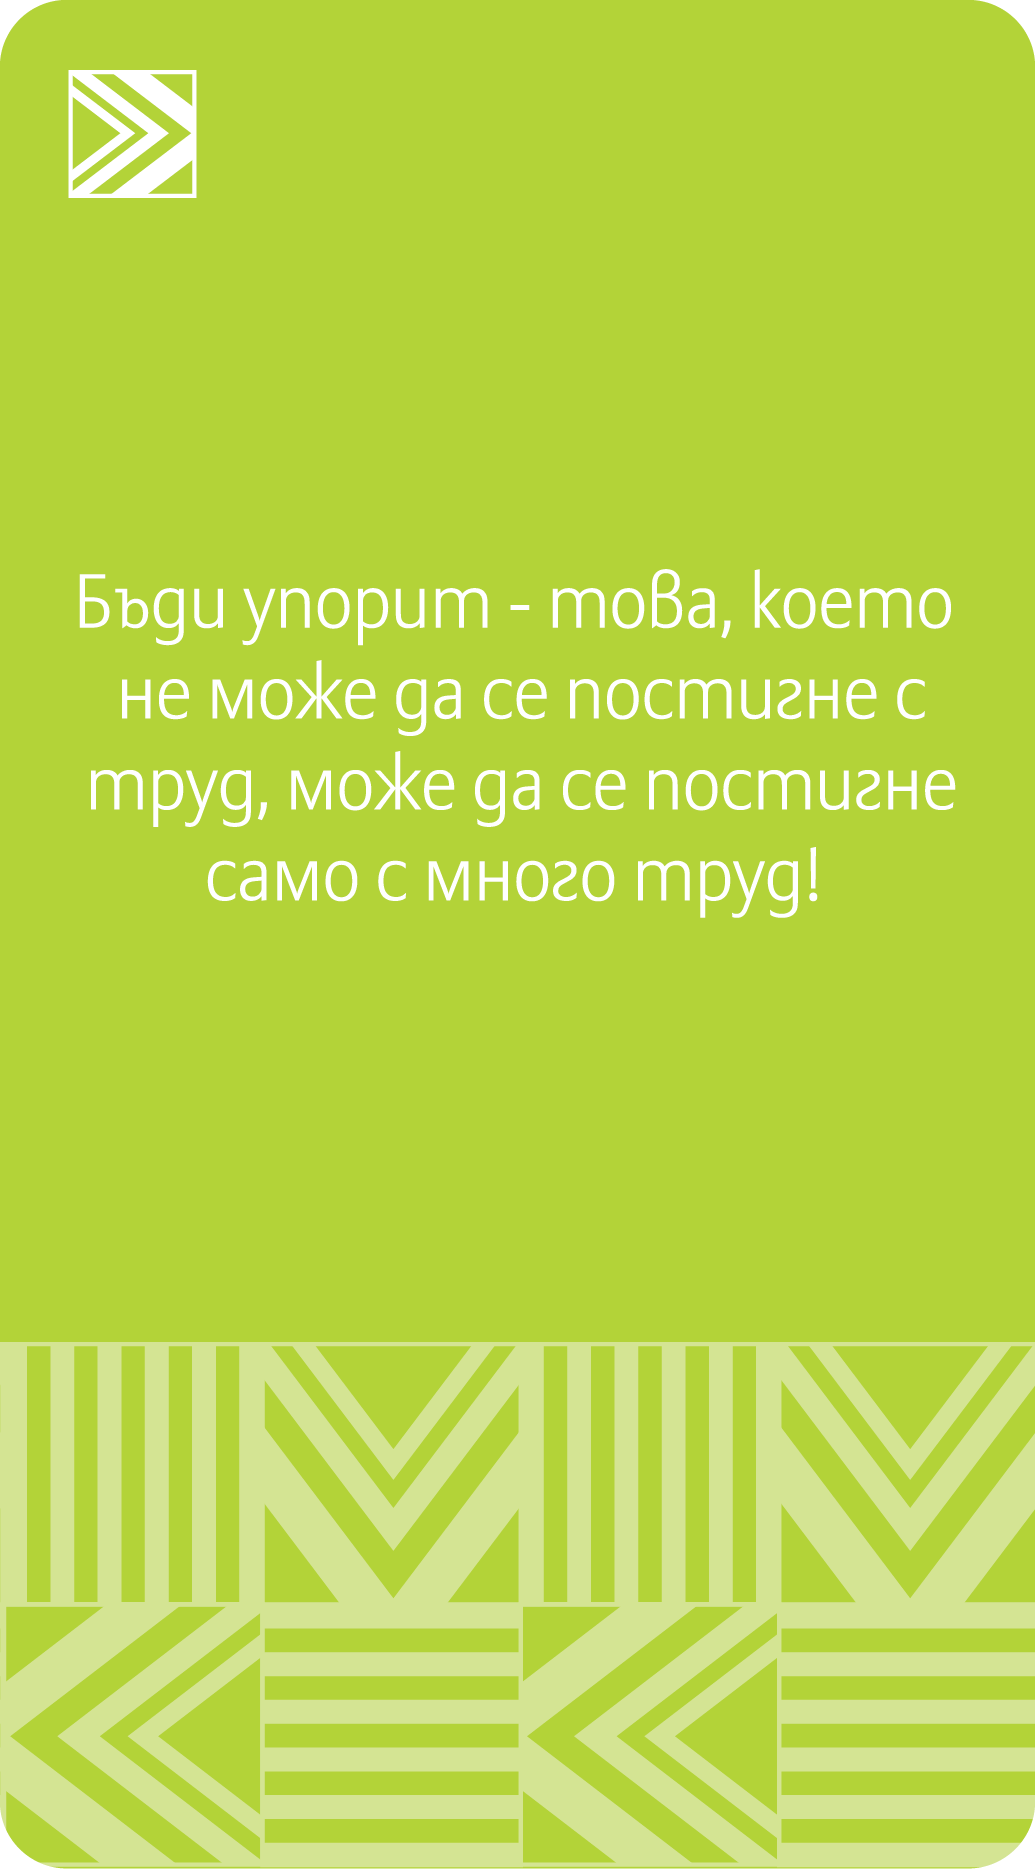 Бъди упорит - това, което
не може да се постигне с
труд, може да се постигне
само с много труд!